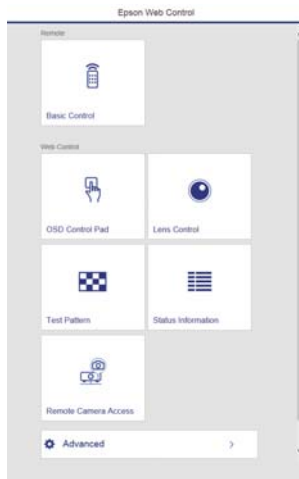 Epson Web Control
Remote
Basic Control
Web Control
OSD Control Pad
Lens Control
Test Pattern
Status Information
Remote Camera Access
Advanced